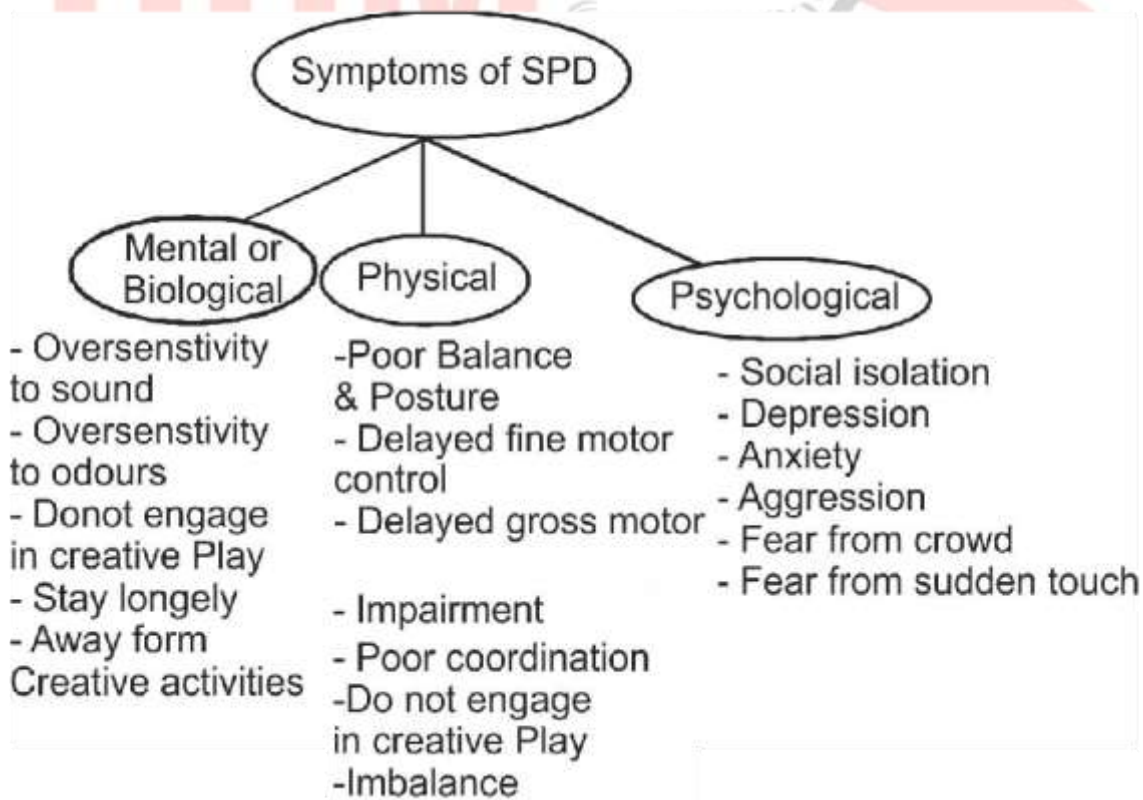 Symptoms of SPD
Mental or
Biological
- Oversenstivity
to sound
- Oversenstivity
to odours
- Donot engage
in creative Play
- Stay longely
- Away form
Creative activities
Physical
-Poor Balance
& Posture
- Delayed fine motor
control
- Delayed gross motor
- Impairment
- Poor coordination
-Do not engage
in creative Play
-Imbalance
Psychological
- Social isolation
- Depression
- Anxiety
- Aggression
- Fear from crowd
- Fear from sudden touch